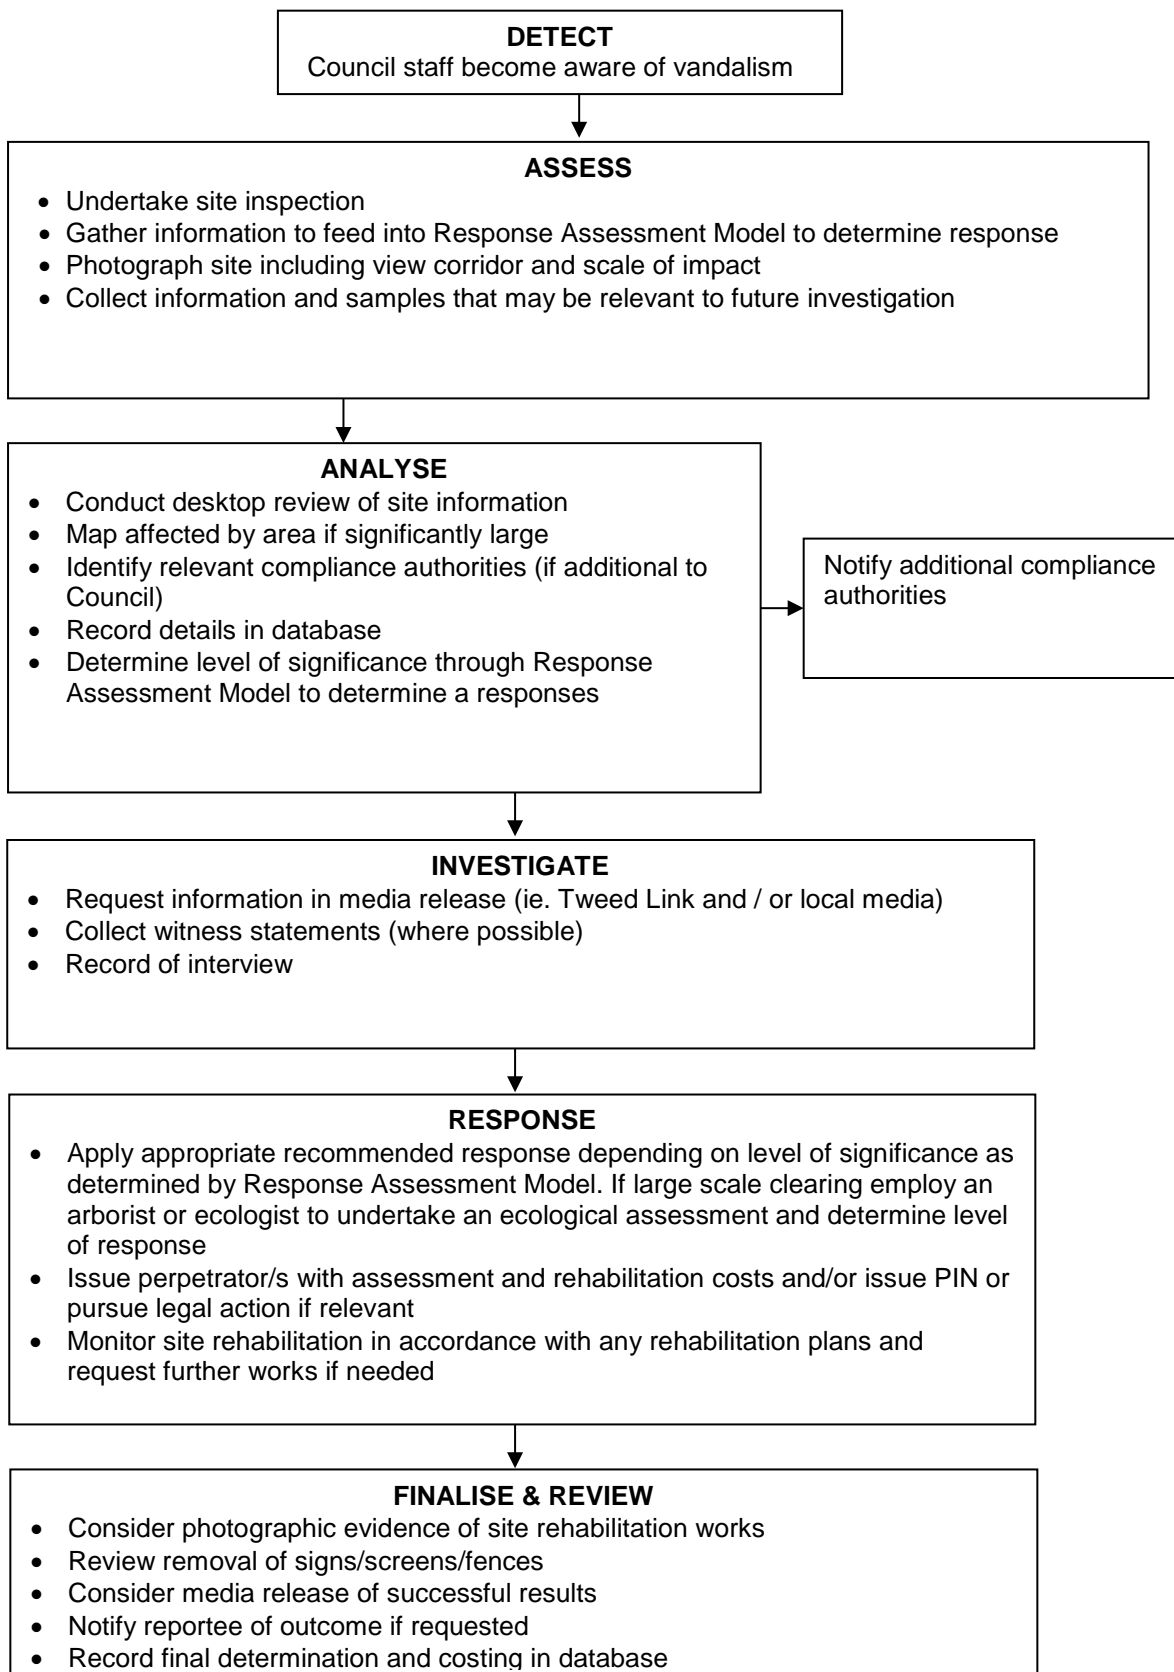 DETECT
Council staff become aware of vandalism
ASSESS
• Undertake site inspection
• Gather information to feed into Response Assessment Model to determine response
• Photograph site including view corridor and scale of impact
• Collect information and samples that may be relevant to future investigation
ANALYSE
• Conduct desktop review of site information
• Map affected by area if significantly large
• Identify relevant compliance authorities (if additional to
Council)
• Record details in database
• Determine level of significance through Response
Assessment Model to determine a responses
Notify additional compliance
authorities
INVESTIGATE
• Request information in media release (ie. Tweed Link and / or local media)
• Collect witness statements (where possible)
• Record of interview
RESPONSE
• Apply appropriate recommended response depending on level of significance as
determined by Response Assessment Model. If large scale clearing employ an
arborist or ecologist to undertake an ecological assessment and determine level
of response
• Issue perpetrator/s with assessment and rehabilitation costs and/or issue PIN or
pursue legal action if relevant
• Monitor site rehabilitation in accordance with any rehabilitation plans and
request further works if needed
FINALISE & REVIEW
• Consider photographic evidence of site rehabilitation works
• Review removal of signs/screens/fences
• Consider media release of successful results
• Notify reportee of outcome if requested
• Record final determination and costing in database